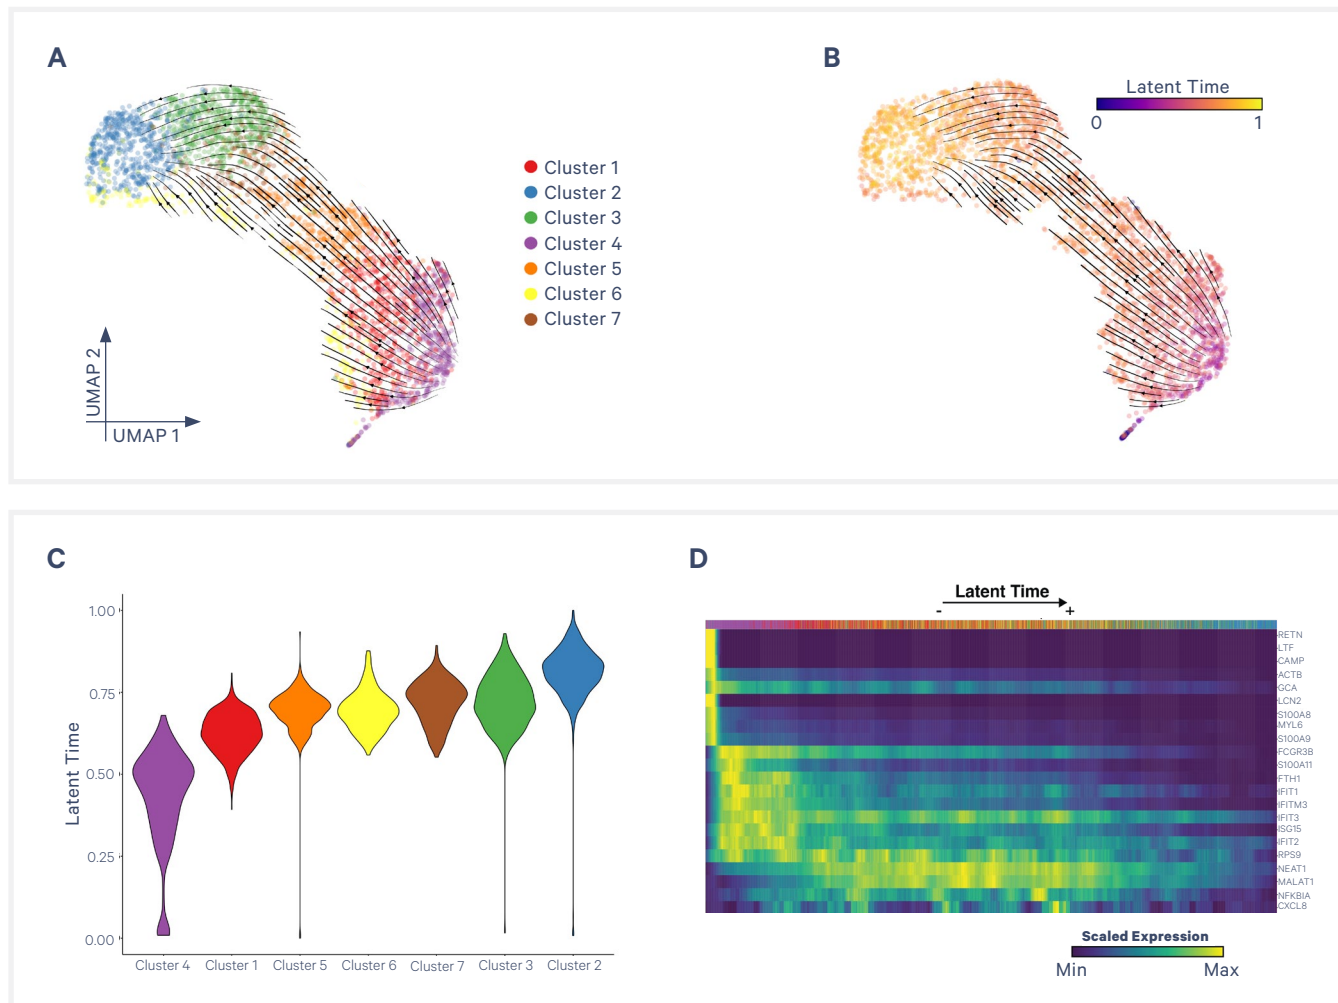 A
B
Latent Time
0
1
Cluster 1
Cluster 2
Cluster 3
Cluster 4
Cluster 5
Cluster 6
Cluster 7
UMAP 2
UMAP 1
C
D
Latent Time
1.00
0.75
0.50
0.25
0.00
Cluster 4
Cluster 1
Cluster 5
Cluster 6
Cluster 7
Cluster 3
Cluster 2
Latent Time
-
+
RETN
LTF
CAMP
ACTB
GCA
LCN2
S100A8
MYL6
S100A9
FCGR3B
S100A11
FTH1
IFIT1
IFITM3
IFIT3
ISG15
IFIT2
RPS9
NEAT1
MALAT1
NFKBIA
CXCL8
Scaled Expression
Min
Max